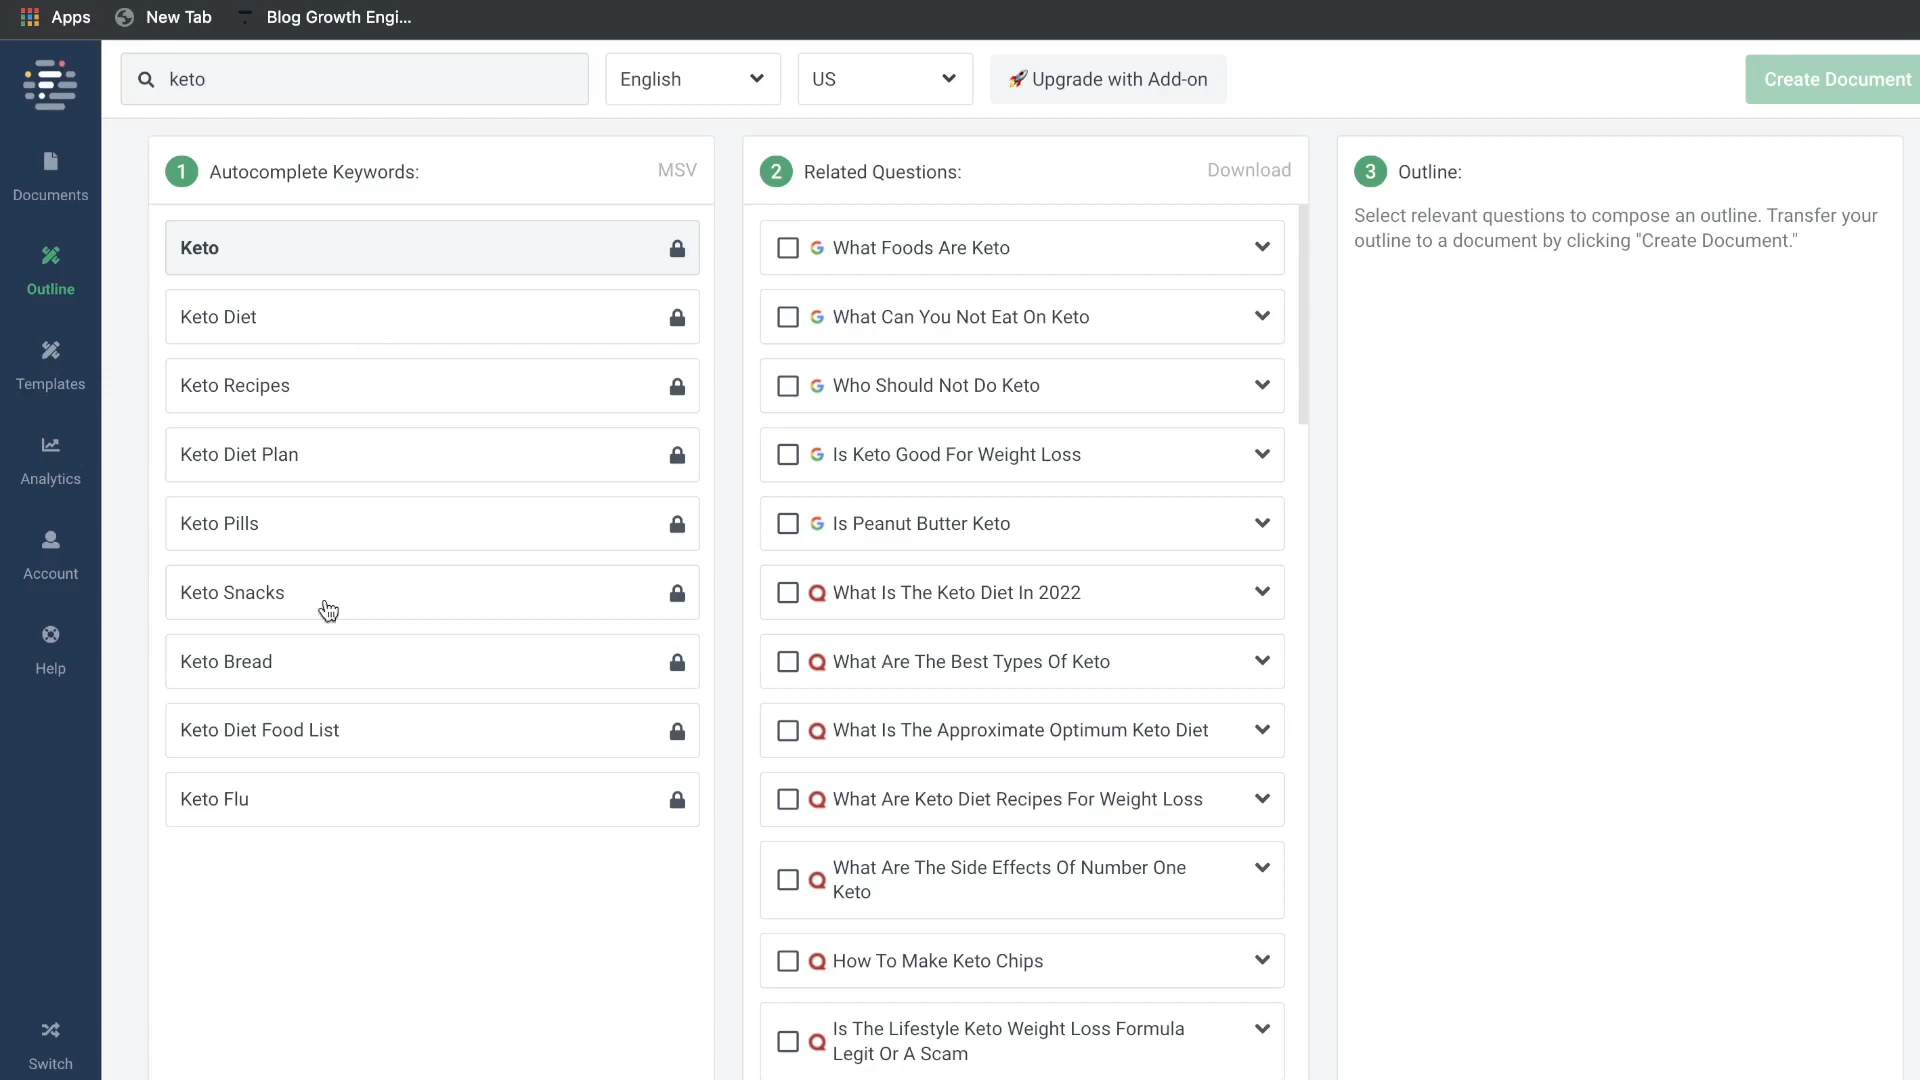 Apps New Tab Blog Growth Engi...
keto English US 🚀 Upgrade with Add-on Create Document
Documents
Outline
Templates
Analytics
Account
Help
Switch
1 Autocomplete Keywords: MSV
Keto
Keto Diet
Keto Recipes
Keto Diet Plan
Keto Pills
Keto Snacks
Keto Bread
Keto Diet Food List
Keto Flu
2 Related Questions: Download
What Foods Are Keto
What Can You Not Eat On Keto
Who Should Not Do Keto
Is Keto Good For Weight Loss
Is Peanut Butter Keto
What Is The Keto Diet In 2022
What Are The Best Types Of Keto
What Is The Approximate Optimum Keto Diet
What Are Keto Diet Recipes For Weight Loss
What Are The Side Effects Of Number One
Keto
How To Make Keto Chips
Is The Lifestyle Keto Weight Loss Formula
Legit Or A Scam
3 Outline:
Select relevant questions to compose an outline. Transfer your
outline to a document by clicking "Create Document."